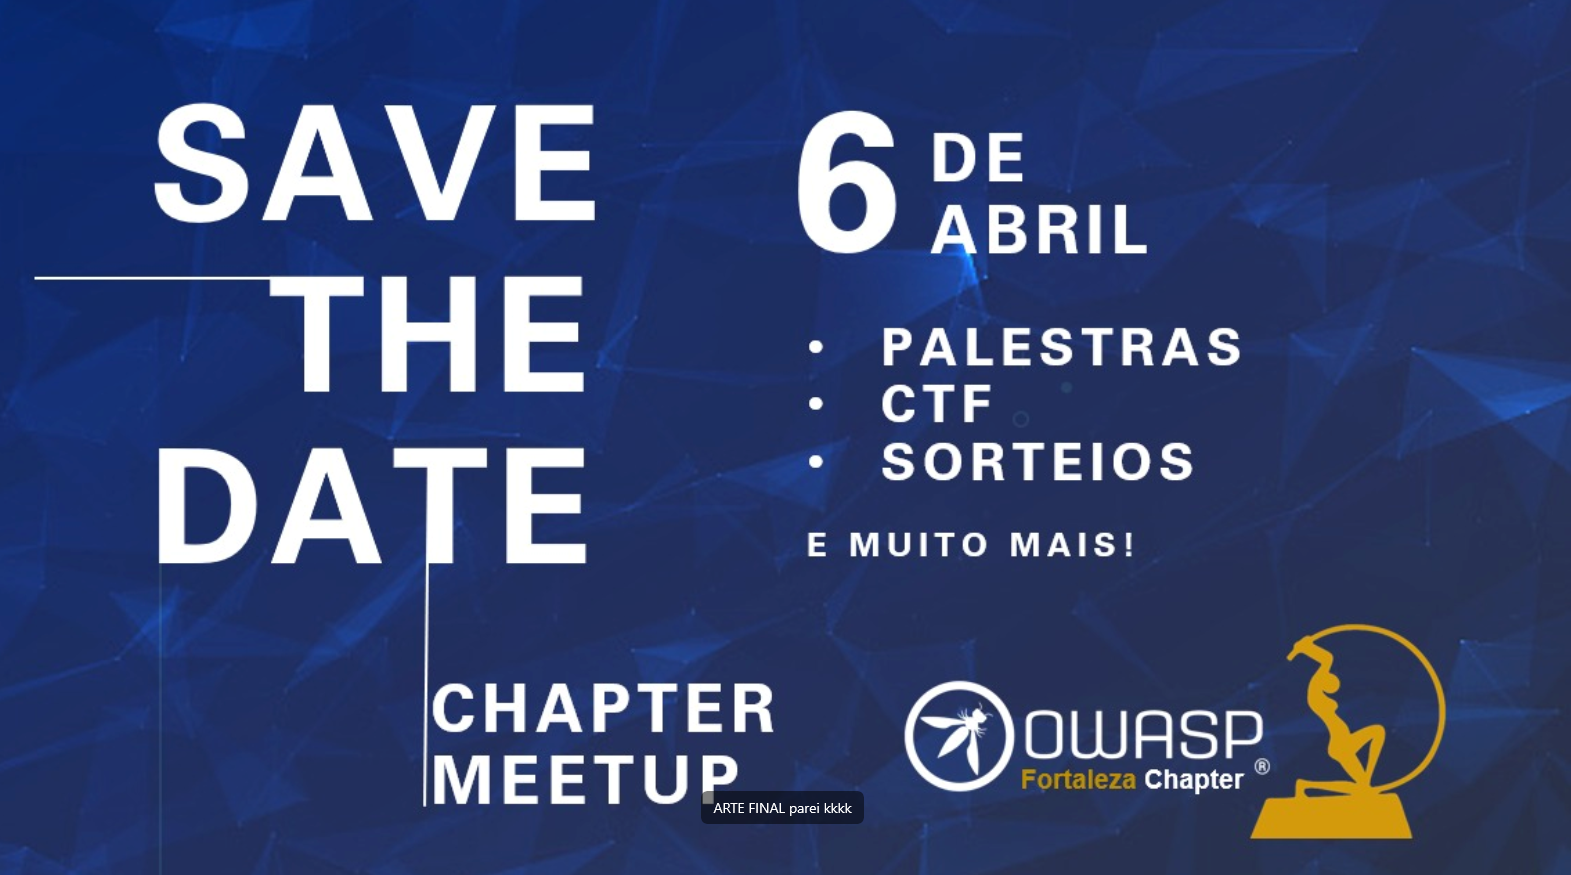 SAVE
THE
DATE
CHAPTER
MEETUP
6 DE
ABRIL
• PALESTRAS
• CTF
• SORTEIOS
E MUITO MAIS!
OWASP
Fortaleza Chapter ®
ARTE FINAL parei kkkk